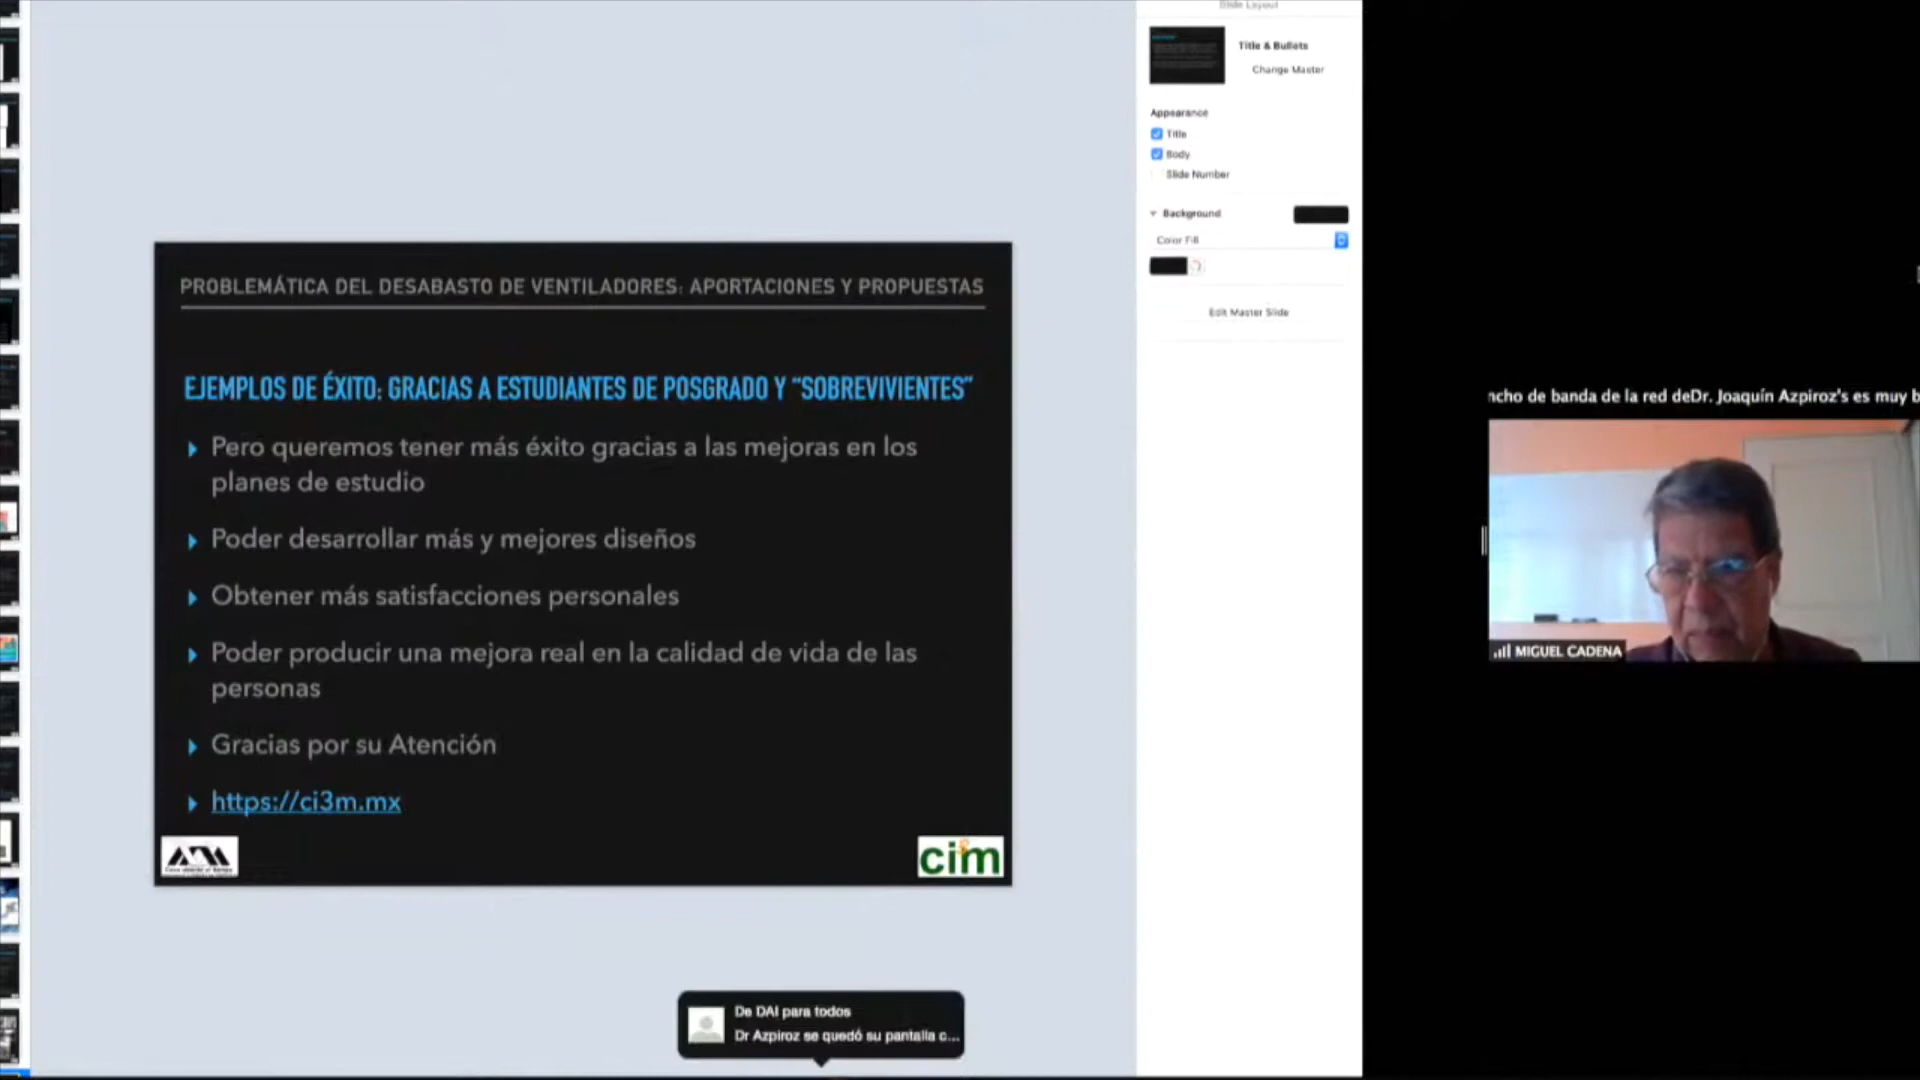 Slide Layout
Title & Bullets
Change Master
Appearance
Title
Body
Slide Number
Background
Color Fill
Edit Master Slide
PROBLEMÁTICA DEL DESABASTO DE VENTILADORES: APORTACIONES Y PROPUESTAS
EJEMPLOS DE ÉXITO: GRACIAS A ESTUDIANTES DE POSGRADO Y “SOBREVIVIENTES”
Pero queremos tener más éxito gracias a las mejoras en los
planes de estudio
Poder desarrollar más y mejores diseños
Obtener más satisfacciones personales
Poder producir una mejora real en la calidad de vida de las
personas
Gracias por su Atención
https://ci3m.mx
ci3m
De DAI para todos
Dr Azpiroz se quedó su pantalla c...
ncho de banda de la red deDr. Joaquín Azpiroz's es muy b
MIGUEL CADENA